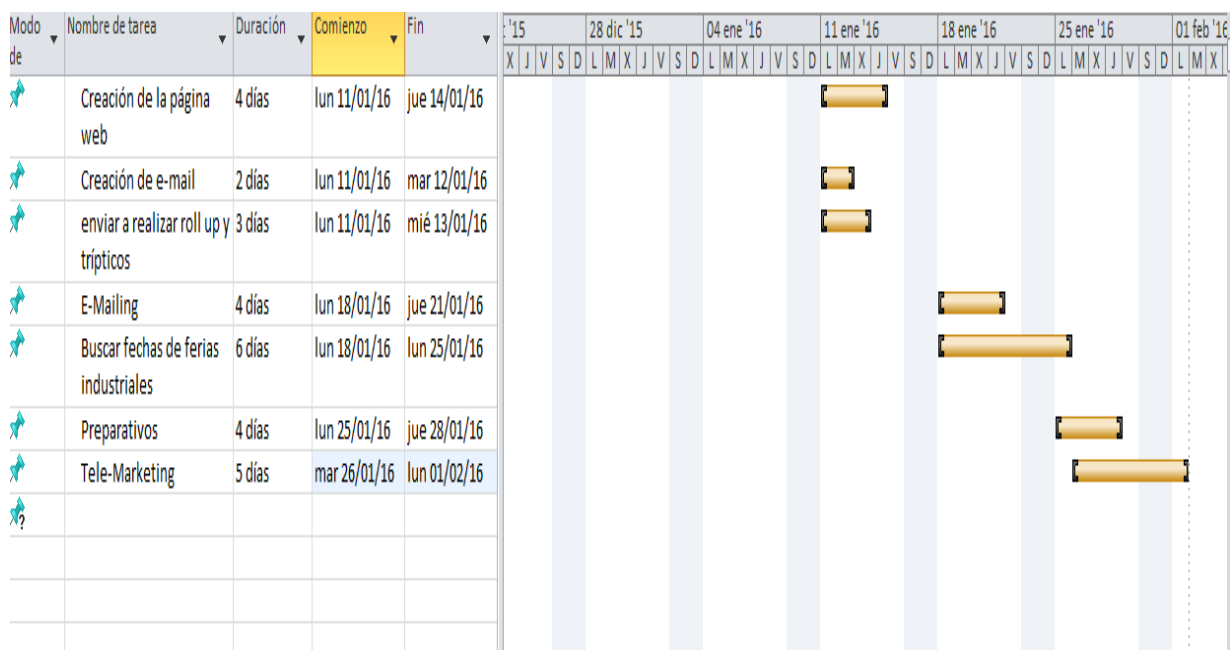 Modo de	Nombre de tarea	Duración	Comienzo	Fin
: '15	28 dic '15	04 ene '16	11 ene '16	18 ene '16	25 ene '16	01 feb '16
X J V S D L M X J V S D L M X J V S D L M X J V S D L M X J V S D L M X J V S D L M X
Creación de la página	4 días	lun 11/01/16	jue 14/01/16
web
Creación de e-mail	2 días	lun 11/01/16	mar 12/01/16
enviar a realizar roll up y	3 días	lun 11/01/16	mié 13/01/16
trípticos
E-Mailing	4 días	lun 18/01/16	jue 21/01/16
Buscar fechas de ferias	6 días	lun 18/01/16	lun 25/01/16
industriales
Preparativos	4 días	lun 25/01/16	jue 28/01/16
Tele-Marketing	5 días	mar 26/01/16	lun 01/02/16
?